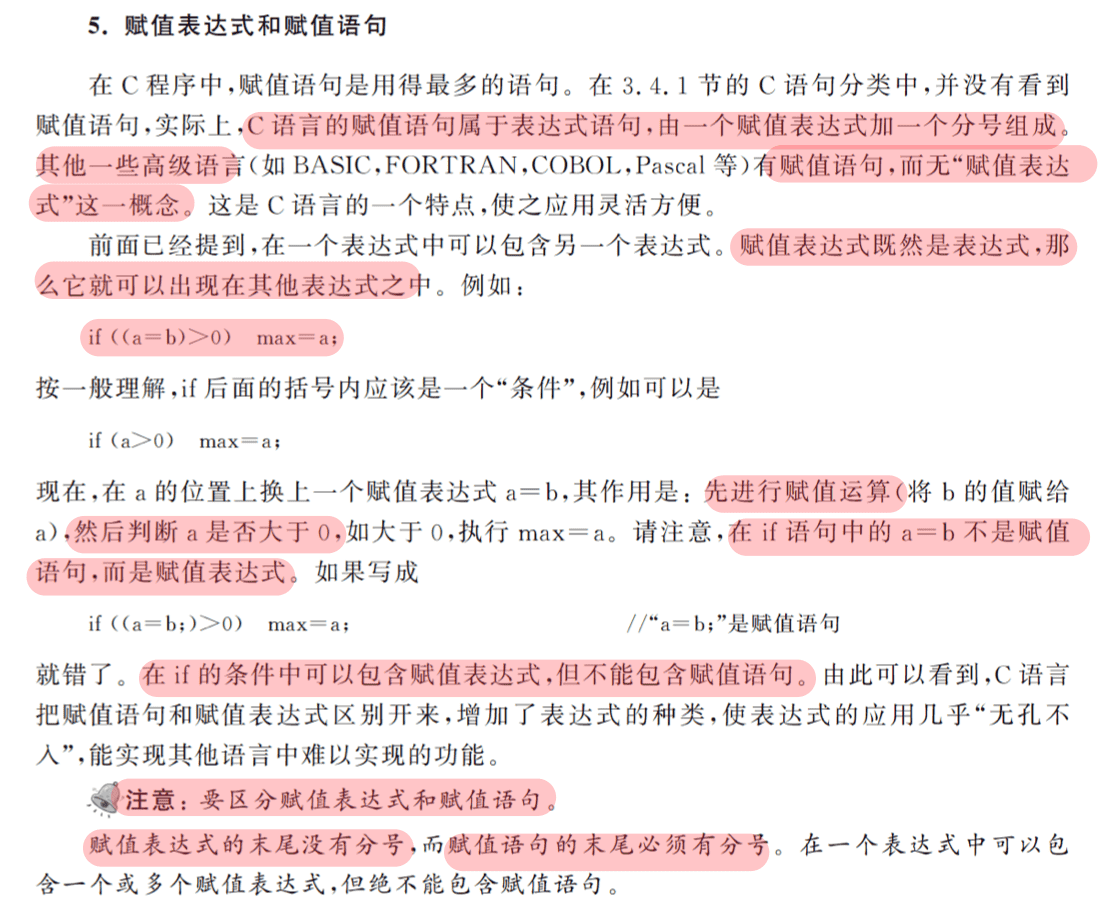 5. 赋值表达式和赋值语句
在 C 程序中,赋值语句是用得最多的语句。在 3.4.1 节的 C 语句分类中,并没有看到
赋值语句,实际上,C 语言的赋值语句属于表达式语句,由一个赋值表达式加一个分号组成。
其他一些高级语言(如 BASIC,FORTRAN,COBOL,Pascal 等)有赋值语句,而无“赋值表达
式”这一概念。这是 C 语言的一个特点,使之应用灵活方便。
前面已经提到,在一个表达式中可以包含另一个表达式。赋值表达式既然是表达式,那
么它就可以出现在其他表达式之中。例如:
if ((a=b)>0) max=a;
按一般理解,if 后面的括号内应该是一个“条件”,例如可以是
if (a>0) max=a;
现在,在 a 的位置上换上一个赋值表达式 a=b,其作用是: 先进行赋值运算(将 b 的值赋给
a),然后判断 a 是否大于 0,如大于 0,执行 max=a。请注意,在 if 语句中的 a=b 不是赋值
语句,而是赋值表达式。如果写成
if ((a=b;)>0) max=a; //“a=b;”是赋值语句
就错了。在 if 的条件中可以包含赋值表达式,但不能包含赋值语句。由此可以看到,C 语言
把赋值语句和赋值表达式区别开来,增加了表达式的种类,使表达式的应用几乎“无孔不
入”,能实现其他语言中难以实现的功能。
注意: 要区分赋值表达式和赋值语句。
赋值表达式的末尾没有分号,而赋值语句的末尾必须有分号。在一个表达式中可以包
含一个或多个赋值表达式,但绝不能包含赋值语句。